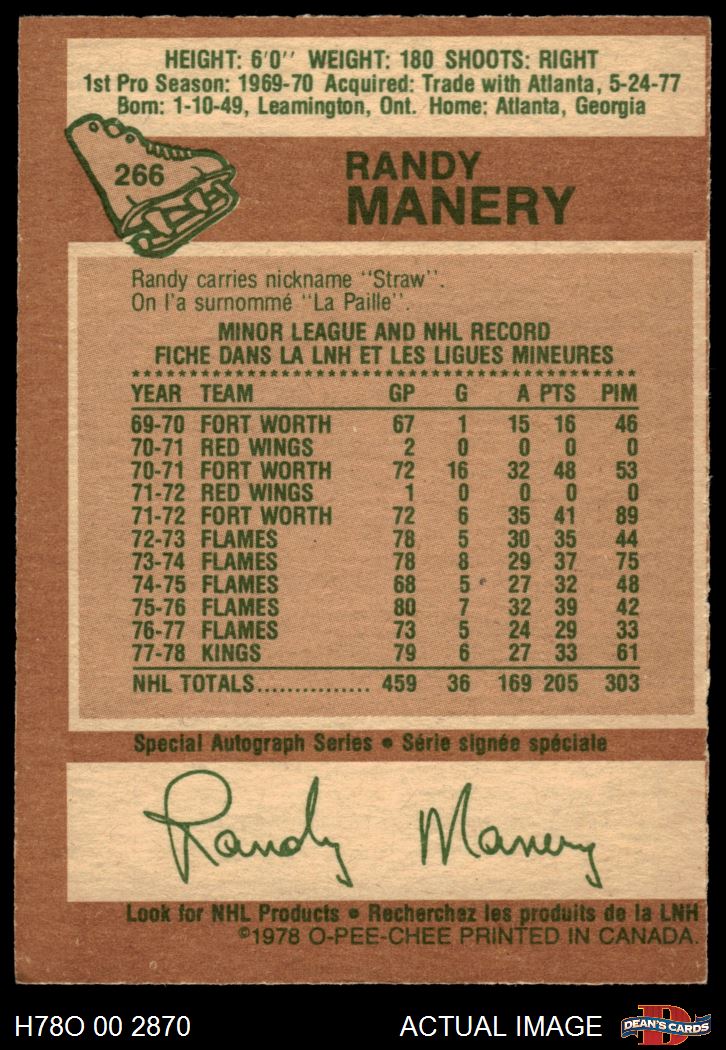 HEIGHT: 6'0'' WEIGHT: 180 SHOOTS: RIGHT
1st Pro Season: 1969-70 Acquired: Trade with Atlanta, 5-24-77
Born: 1-10-49, Leamington, Ont. Home: Atlanta, Georgia
266
RANDY
MANERY
Randy carries nickname ''Straw''.
On l'a surnommé ''La Paille''.
MINOR LEAGUE AND NHL RECORD
FICHE DANS LA LNH ET LES LIGUES MINEURES
YEAR TEAM GP G A PTS PIM
69-70 FORT WORTH 67 1 15 16 46
70-71 RED WINGS 2 0 0 0 0
70-71 FORT WORTH 72 16 32 48 53
71-72 RED WINGS 1 0 0 0 0
71-72 FORT WORTH 72 6 35 41 89
72-73 FLAMES 78 5 30 35 44
73-74 FLAMES 78 8 29 37 75
74-75 FLAMES 68 5 27 32 48
75-76 FLAMES 80 7 32 39 42
76-77 FLAMES 73 5 24 29 33
77-78 KINGS 79 6 27 33 61
NHL TOTALS............... 459 36 169 205 303
Special Autograph Series • Série signée spéciale
Randy Manery
Look for NHL Products • Recherchez les produits de la LNH
©1978 O-PEE-CHEE PRINTED IN CANADA.
H78O 00 2870 ACTUAL IMAGE
D
DEAN'S CARDS